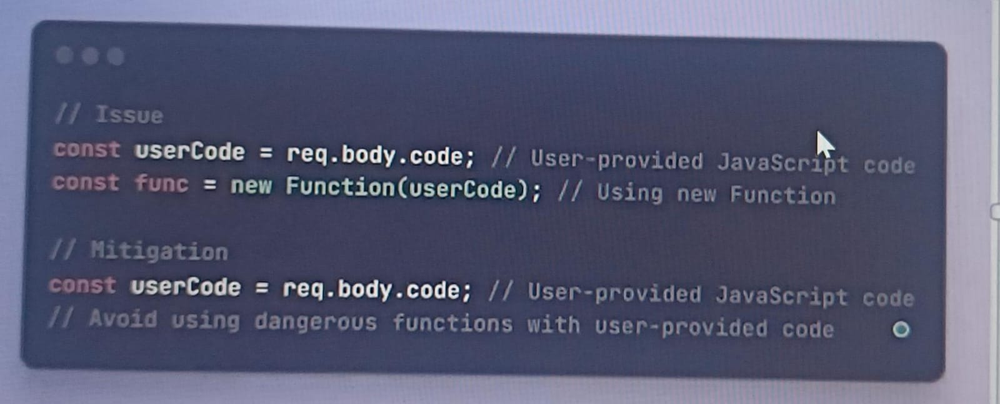 // Issue
const userCode = req.body.code; // User-provided JavaScript code
const func = new Function(userCode); // Using new Function
// Mitigation
const userCode = req.body.code; // User-provided JavaScript code
// Avoid using dangerous functions with user-provided code